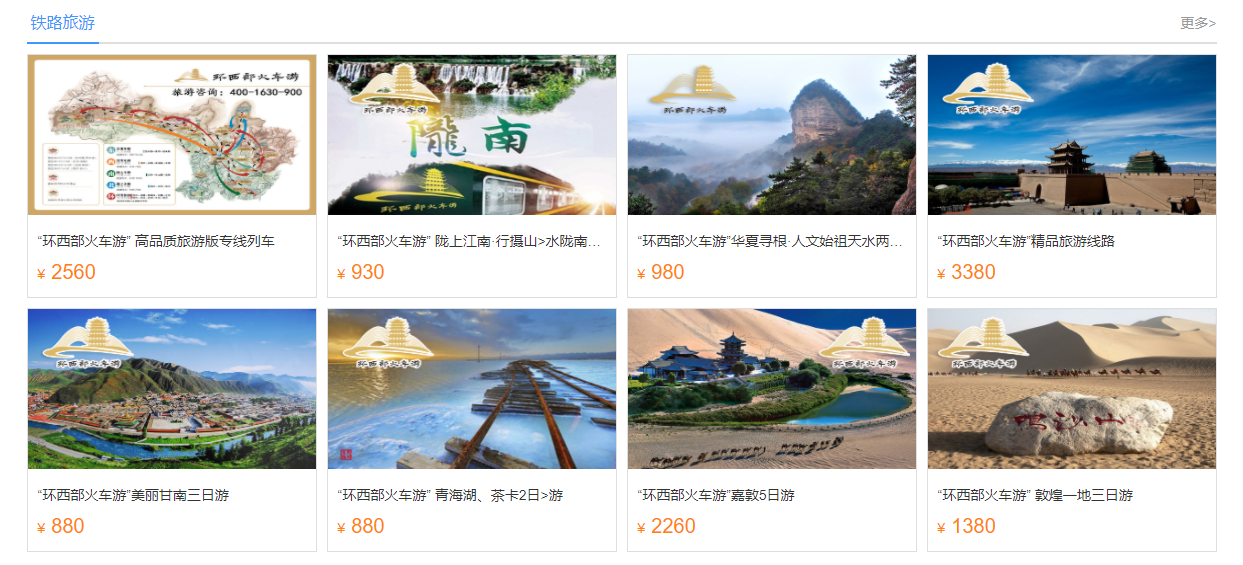 铁路旅游
更多>
环西部火车游
旅游咨询：400-1630-900
环西部火车游
陇南
环西部火车游
环西部火车游
环西部火车游
“环西部火车游” 高品质旅游版专线列车
“环西部火车游” 陇上江南·行摄山>水陇南...
“环西部火车游”华夏寻根·人文始祖天水两...
“环西部火车游”精品旅游线路
¥ 2560
¥ 930
¥ 980
¥ 3380
环西部火车游
环西部火车游
环西部火车游
环西部火车游
鸣沙山
“环西部火车游”美丽甘南三日游
“环西部火车游” 青海湖、茶卡2日>游
“环西部火车游”嘉敦5日游
“环西部火车游” 敦煌一地三日游
¥ 880
¥ 880
¥ 2260
¥ 1380